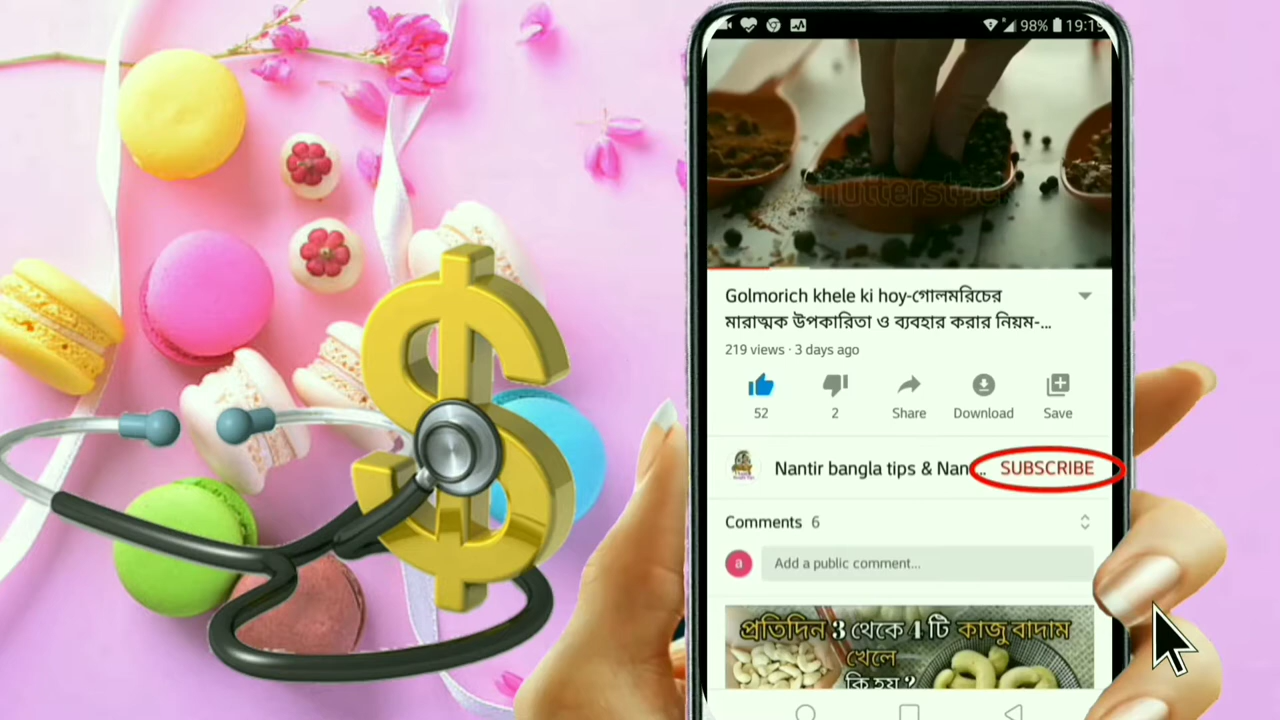 98% 19:19
Golmorich khele ki hoy-গোলমরিচের
মারাত্মক উপকারিতা ও ব্যবহার করার নিয়ম-...
219 views · 3 days ago
52
2
Share
Download
Save
Nantir bangla tips & Nan... SUBSCRIBE
Comments 6
a
Add a public comment...
প্রতিদিন 3 থেকে 4 টি কাজু বাদাম
খেলে
কি হয় ?